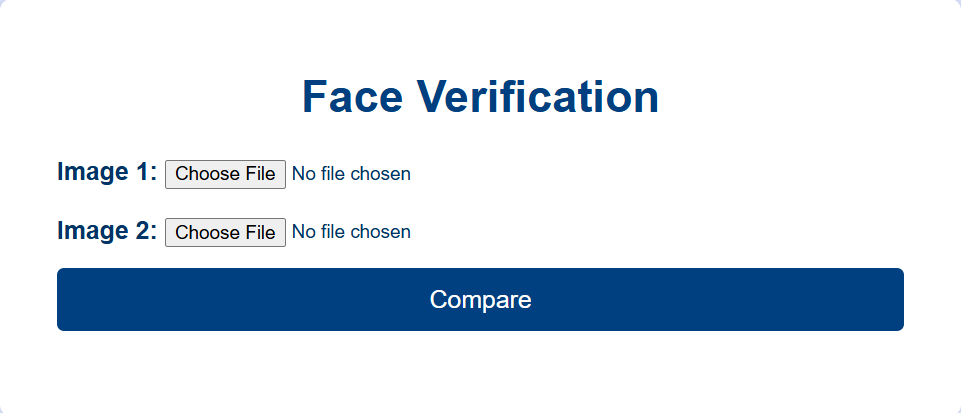 Face Verification
Image 1: Choose File No file chosen
Image 2: Choose File No file chosen
Compare